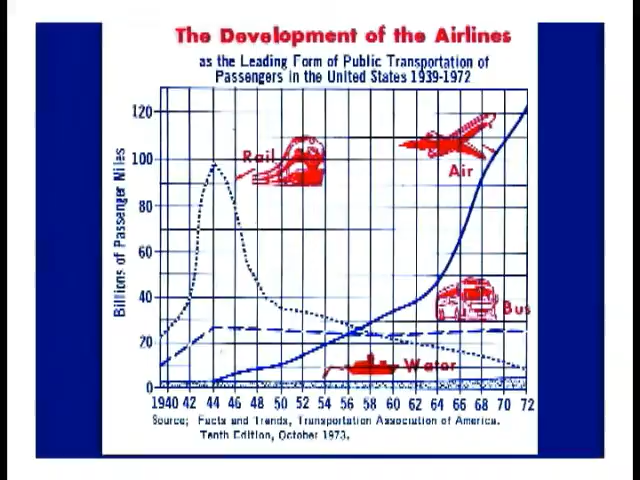 The Development of the Airlines
as the Leading Form of Public Transportation of
Passengers in the United States 1939-1972
Billions of Passenger Miles
120
100
80
60
40
20
0
Rail
Air
Bus
Water
1940 42 44 46 48 50 52 54 56 58 60 62 64 66 68 70 72
Source; Facts and Trends, Transportation Association of America.
Tenth Edition, October 1973.